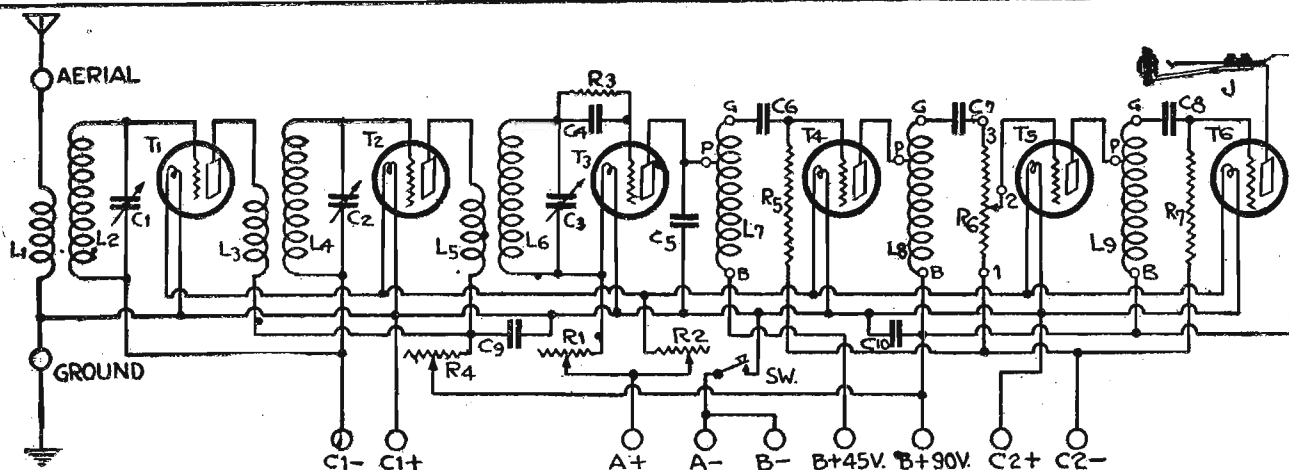 AERIAL
GROUND
L1
L2
C1
T1
L3
L4
C2
T2
L5
L6
C3
R3
C4
T3
C5
P
G
L7
B
C6
R5
T4
P
G
L8
B
C7
3
R6
2
1
T5
P
G
L9
B
C8
R7
T6
J
R4
C9
R1
R2
SW.
C10
C1- C1+ A+ A- B- B+45V. B+90V. C2+ C2-